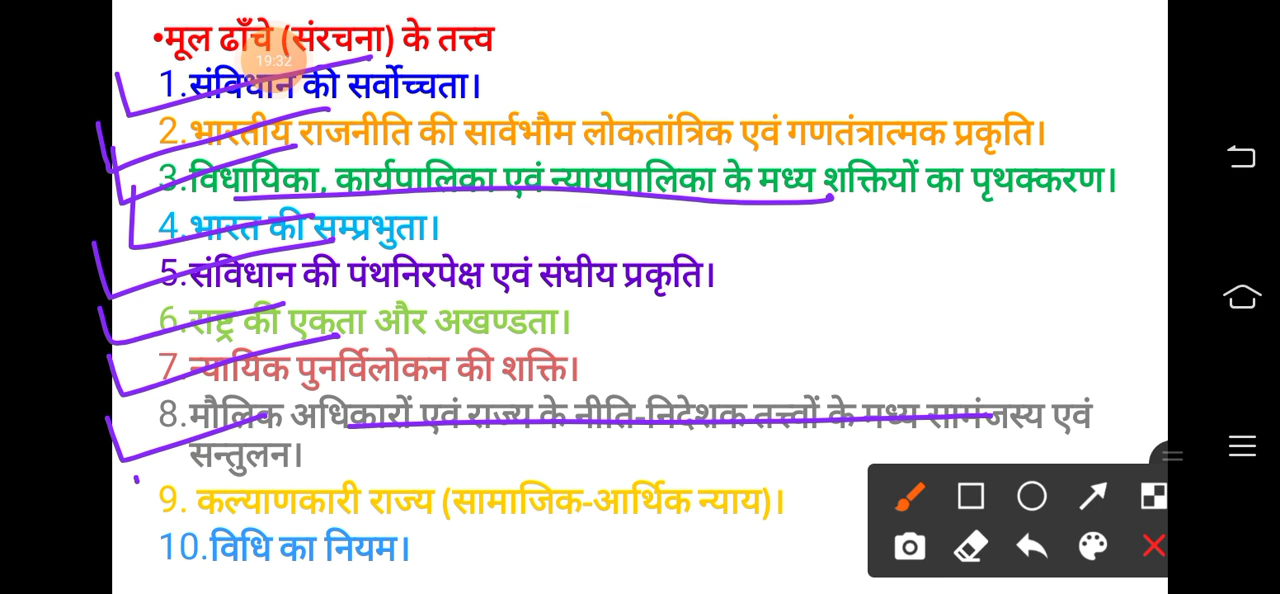 •मूल ढाँचे (संरचना) के तत्त्व
19:32
1.संविधान की सर्वोच्चता।
2.भारतीय राजनीति की सार्वभौम लोकतांत्रिक एवं गणतंत्रात्मक प्रकृति।
3.विधायिका, कार्यपालिका एवं न्यायपालिका के मध्य शक्तियों का पृथक्करण।
4.भारत की सम्प्रभुता।
5.संविधान की पंथनिरपेक्ष एवं संघीय प्रकृति।
6.राष्ट्र की एकता और अखण्डता।
7.न्यायिक पुनर्विलोकन की शक्ति।
8.मौलिक अधिकारों एवं राज्य के नीति-निदेशक तत्त्वों के मध्य सामंजस्य एवं
सन्तुलन।
9. कल्याणकारी राज्य (सामाजिक-आर्थिक न्याय)।
10.विधि का नियम।